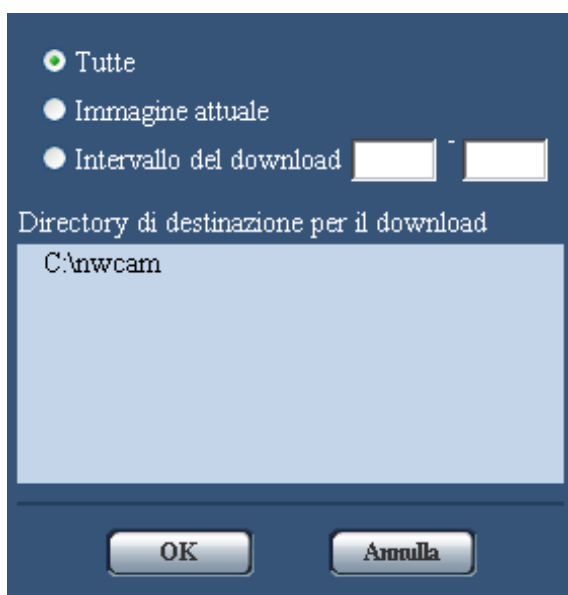 Tutte
Immagine attuale
Intervallo del download -
Directory di destinazione per il download
C:\nwcam
OK Annulla